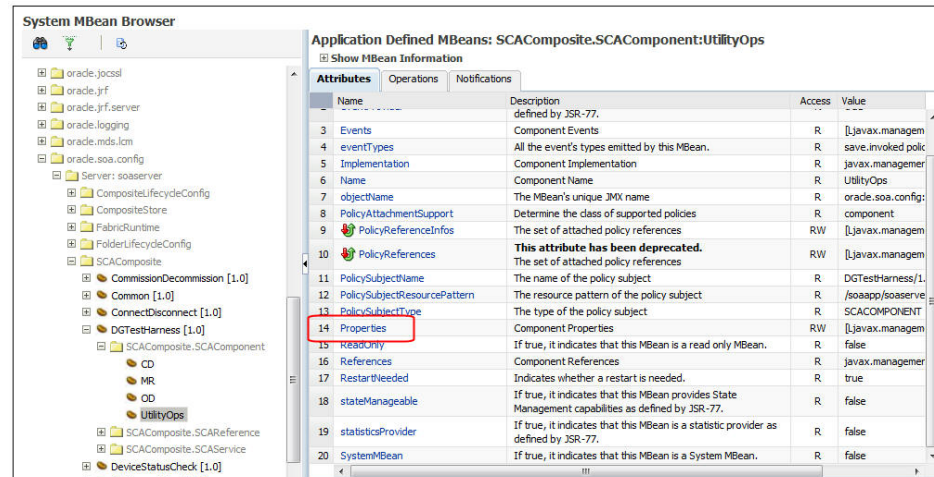 System MBean Browser
oracle.jocssl
oracle.jrf
oracle.jrf.server
oracle.logging
oracle.mds.lcm
oracle.soa.config
Server: soaserver
CompositeLifecycleConfig
CompositeStore
FabricRuntime
FolderLifecycleConfig
SCAComposite
CommissionDecommission [1.0]
Common [1.0]
ConnectDisconnect [1.0]
DGTestHarness [1.0]
SCAComposite.SCAComponent
CD
MR
OD
UtilityOps
SCAComposite.SCAReference
SCAComposite.SCAService
DeviceStatusCheck [1.0]
Application Defined MBeans: SCAComposite.SCAComponent:UtilityOps
Show MBean Information
Attributes Operations Notifications
Name Description Access Value
defined by JSR-77.
3 Events Component Events R [Ljavax.managem
4 eventTypes All the event's types emitted by this MBean. R save.invoked polic
5 Implementation Component Implementation R javax.managemer
6 Name Component Name R UtilityOps
7 objectName The MBean's unique JMX name R oracle.soa.config:
8 PolicyAttachmentSupport Determine the class of supported policies R component
9 PolicyReferenceInfos The set of attached policy references RW [Ljavax.managem
10 PolicyReferences This attribute has been deprecated. RW [Ljavax.managem
The set of attached policy references
11 PolicySubjectName The name of the policy subject R DGTestHarness/1.
12 PolicySubjectResourcePattern The resource pattern of the policy subject R /soaapp/soaserve
13 PolicySubjectType The type of the policy subject R SCACOMPONENT
14 Properties Component Properties RW [Ljavax.managem
15 ReadOnly If true, it indicates that this MBean is a read only MBean. R false
16 References Component References R javax.managemer
17 RestartNeeded Indicates whether a restart is needed. R true
18 stateManageable If true, it indicates that this MBean provides State R false
Management capabilities as defined by JSR-77.
19 statisticsProvider If true, it indicates that this MBean is a statistic provider as R false
defined by JSR-77.
20 SystemMBean If true, it indicates that this MBean is a System MBean. R false